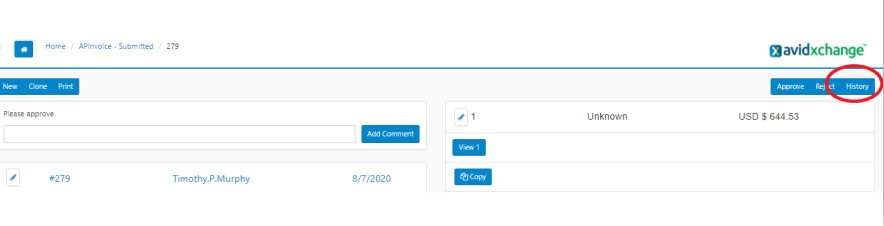 Home / APInvoice - Submitted / 279
avidxchange™
New Clone Print
Approve Reject History
Please approve
Add Comment
1 Unknown USD $ 644.53
View 1
#279 Timothy.P.Murphy 8/7/2020
Copy